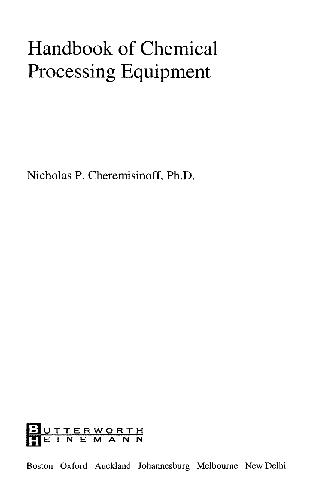 Handbook of Chemical
Processing Equipment
Nicholas P. Cheremisinoff, Ph.D.
BUTTERWORTH
HEINEMANN
Boston Oxford Auckland Johannesburg Melbourne New Delhi